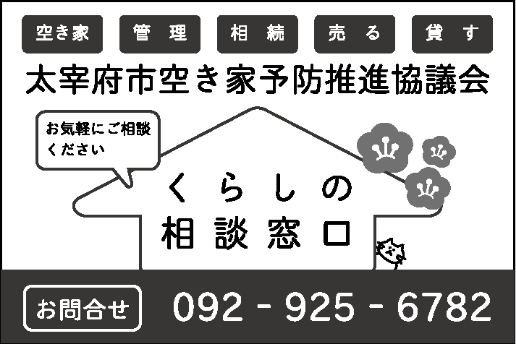 空き家 管理 相続 売る 貸す
太宰府市空き家予防推進協議会
お気軽にご相談
ください
くらしの
相談窓口
お問合せ 092-925-6782